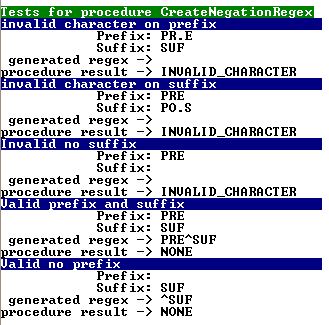 Tests for procedure CreateNegationRegex
invalid character on prefix
Prefix: PR.E
Suffix: SUF
generated regex ->
procedure result -> INVALID_CHARACTER
invalid character on suffix
Prefix: PRE
Suffix: PO.S
generated regex ->
procedure result -> INVALID_CHARACTER
Invalid no suffix
Prefix: PRE
Suffix:
generated regex ->
procedure result -> INVALID_CHARACTER
Valid prefix and suffix
Prefix: PRE
Suffix: SUF
generated regex -> PRE^SUF
procedure result -> NONE
Valid no prefix
Prefix:
Suffix: SUF
generated regex -> ^SUF
procedure result -> NONE